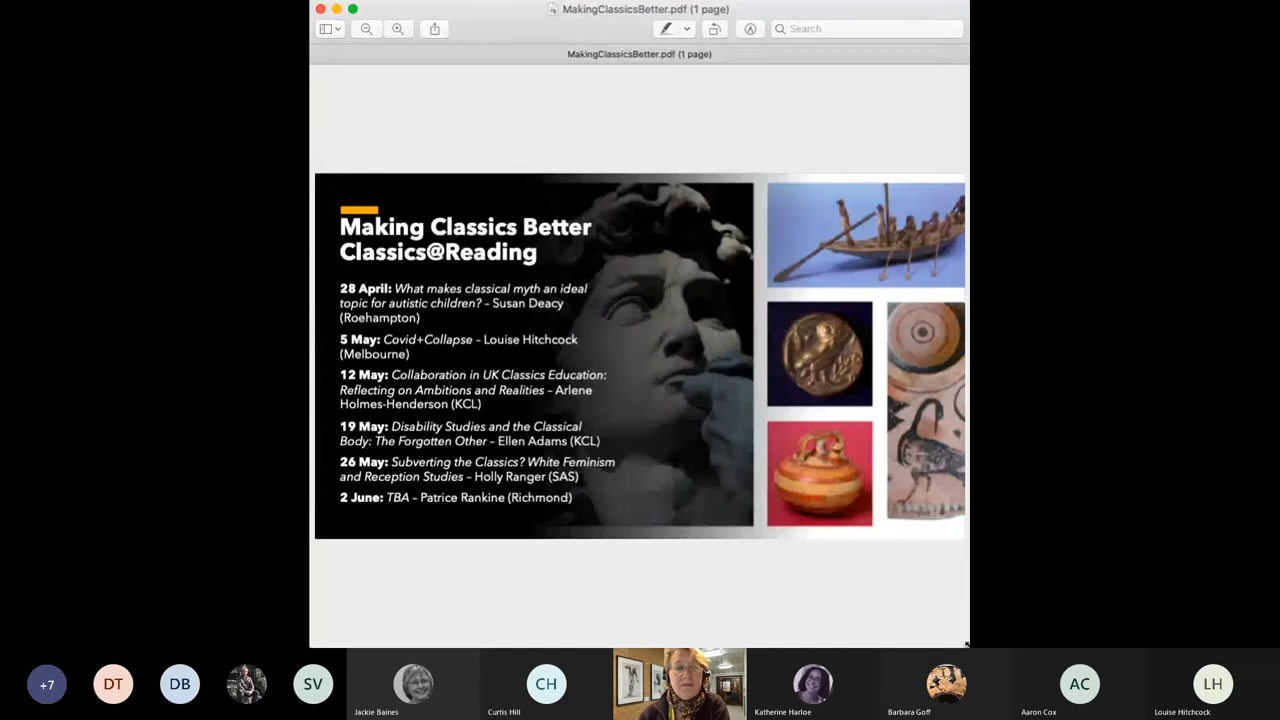 MakingClassicsBetter.pdf (1 page)
Search
MakingClassicsBetter.pdf (1 page)
Making Classics Better
Classics@Reading
28 April: What makes classical myth an ideal
topic for autistic children? – Susan Deacy
(Roehampton)
5 May: Covid+Collapse – Louise Hitchcock
(Melbourne)
12 May: Collaboration in UK Classics Education:
Reflecting on Ambitions and Realities – Arlene
Holmes-Henderson (KCL)
19 May: Disability Studies and the Classical
Body: The Forgotten Other – Ellen Adams (KCL)
26 May: Subverting the Classics? White Feminism
and Reception Studies – Holly Ranger (SAS)
2 June: TBA – Patrice Rankine (Richmond)
+7
DT
DB
SV
Jackie Baines
CH
Curtis Hill
Katherine Harloe
Barbara Goff
AC
Aaron Cox
LH
Louise Hitchcock